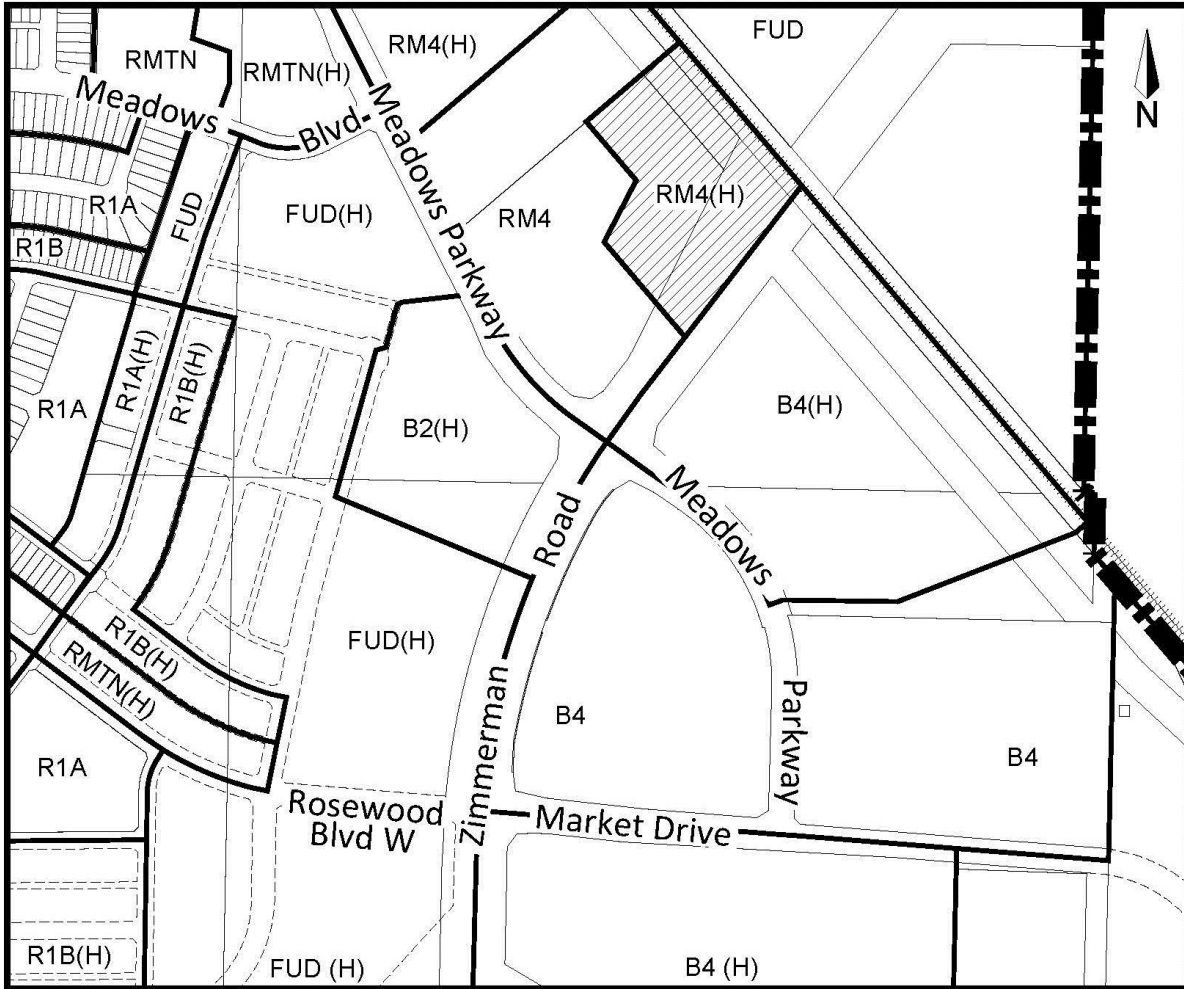 RM4(H)
FUD
RMTN
RMTN(H)
Meadows
Blvd
Meadows Parkway
N
RM4(H)
R1A
FUD
FUD(H)
RM4
R1B
R1A(H)
R1B(H)
R1A
B2(H)
B4(H)
Meadows
Parkway
Road
Zimmerman
R1B(H)
RMTN(H)
FUD(H)
B4
R1A
B4
Rosewood
Blvd W
Market Drive
R1B(H)
FUD (H)
B4 (H)